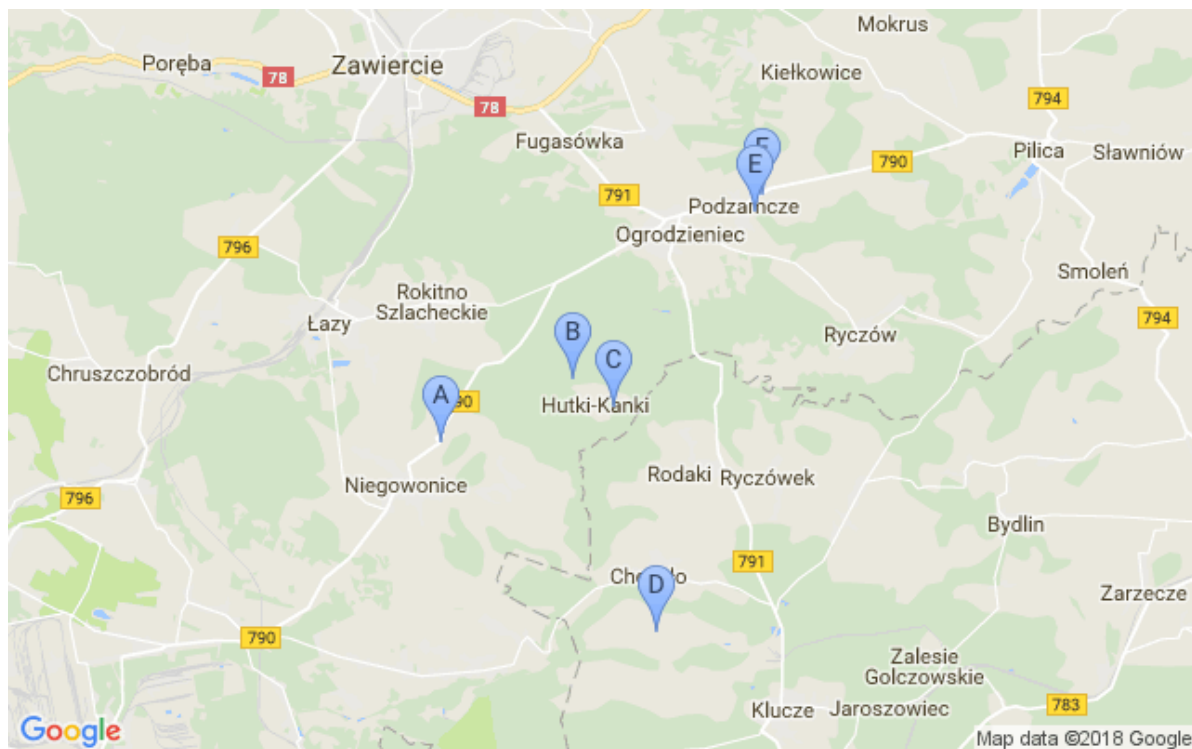 Mokrus
Poręba
Zawiercie
78
Kiełkowice
794
78
Fugasówka
Pilica
Sławniów
E
790
791
Podzamcze
Ogrodzieniec
796
Smoleń
Rokitno
Szlacheckie
Łazy
794
B
Ryczów
C
Chruszczobród
A
Hutki-Kanki
Rodaki
Ryczówek
Niegowonice
796
Bydlin
791
D
Zarzecze
790
Zalesie
Golczowskie
Klucze
Jaroszowiec
783
Google
Map data ©2018 Google